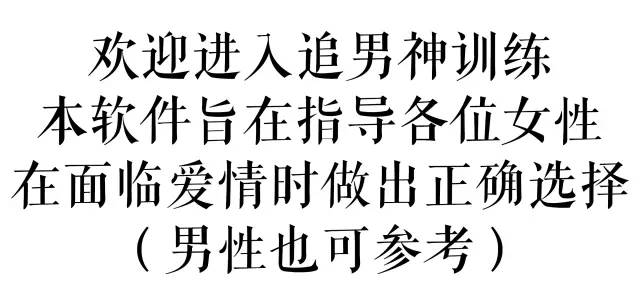 欢迎进入追男神训练
本软件旨在指导各位女性
在面临爱情时做出正确选择
（男性也可参考）